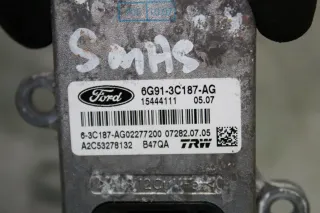 SMHS
Ford
6G91-3C187-AG
15444111 05.07
6-3C187-AG02277200 07282.07.05
A2C53278132 B47QA TRW